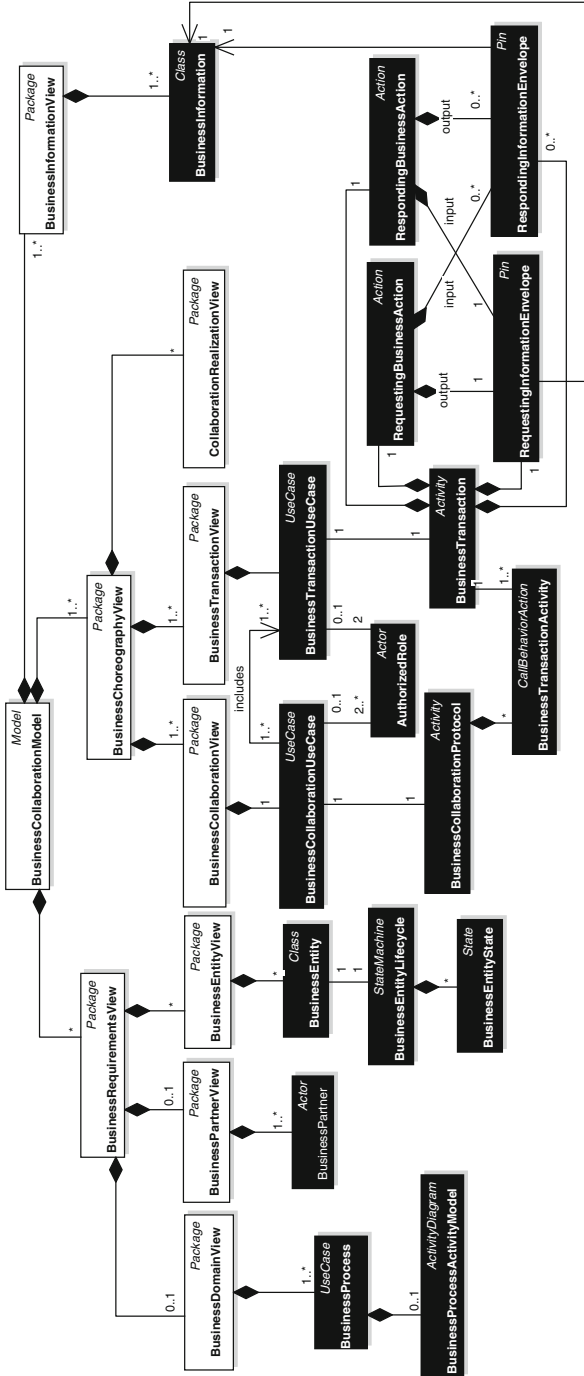 Model
BusinessCollaborationModel
*
1..*
1..*
Package
BusinessRequirementsView
Package
BusinessChoreographyView
Package
BusinessInformationView
0..1
0..1
*
1..*
1..*
*
1..*
Package
BusinessDomainView
Package
BusinessPartnerView
Package
BusinessEntityView
Package
BusinessCollaborationView
Package
BusinessTransactionView
Package
CollaborationRealizationView
Class
BusinessInformation
1
1
1..*
1..*
*
1
includes
1..*
1..*
UseCase
BusinessProcess
Actor
BusinessPartner
Class
BusinessEntity
UseCase
BusinessCollaborationUseCase
UseCase
BusinessTransactionUseCase
0..1
1
1
1
0..1
2..*
0..1
2
1
1
1
ActivityDiagram
BusinessProcessActivityModel
StateMachine
BusinessEntityLifecycle
Actor
AuthorizedRole
Action
RequestingBusinessAction
Action
RespondingBusinessAction
1
1
*
input
input
output
output
1
1
0..*
0..*
State
BusinessEntityState
Activity
BusinessCollaborationProtocol
Activity
BusinessTransaction
Pin
RequestingInformationEnvelope
Pin
RespondingInformationEnvelope
*
1
1..*
1
0..*
CallBehaviorAction
BusinessTransactionActivity